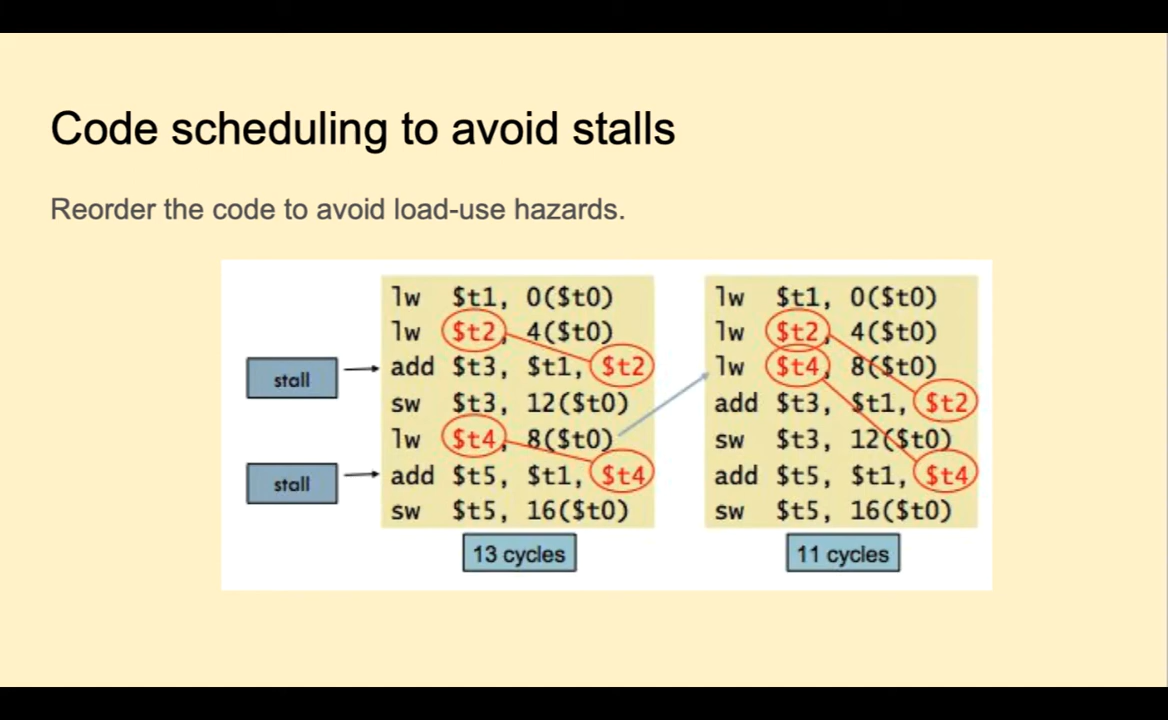 Code scheduling to avoid stalls
Reorder the code to avoid load-use hazards.
lw $t1, 0($t0)
lw $t2, 4($t0)
stall
add $t3, $t1, $t2
sw $t3, 12($t0)
lw $t4, 8($t0)
stall
add $t5, $t1, $t4
sw $t5, 16($t0)
13 cycles
lw $t1, 0($t0)
lw $t2, 4($t0)
lw $t4, 8($t0)
add $t3, $t1, $t2
sw $t3, 12($t0)
add $t5, $t1, $t4
sw $t5, 16($t0)
11 cycles